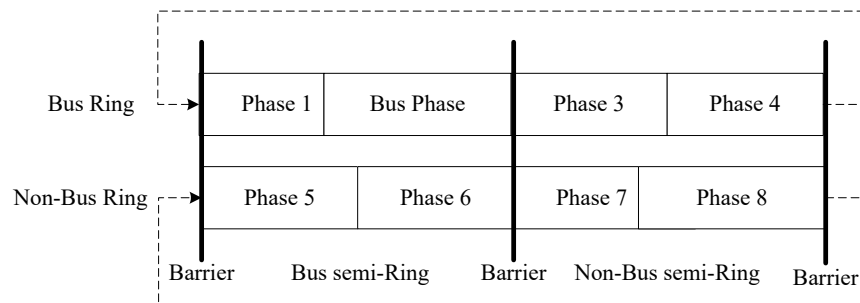 Bus Ring Phase 1 Bus Phase Phase 3 Phase 4
Non-Bus Ring Phase 5 Phase 6 Phase 7 Phase 8
Barrier Bus semi-Ring Barrier Non-Bus semi-Ring Barrier